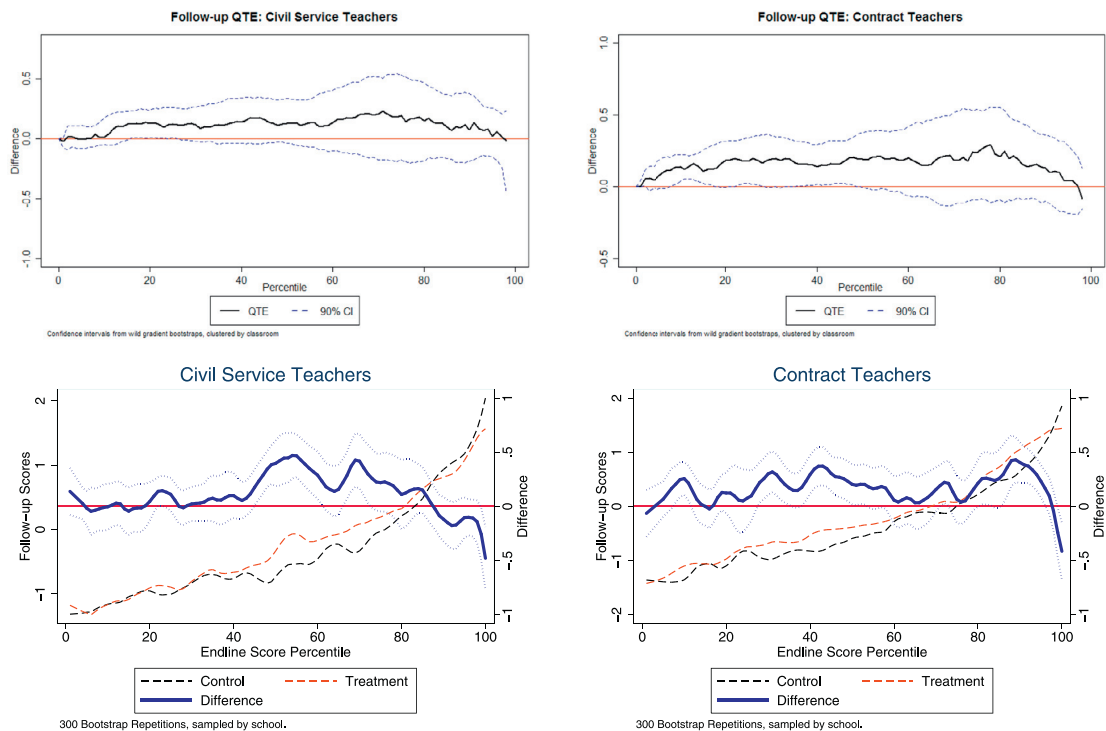 Follow-up QTE: Civil Service Teachers
Difference
0.5
0.0
-0.5
-1.0
0 20 40 60 80 100
Percentile
QTE 90% CI
Confidence intervals from wild gradient bootstraps, clustered by classroom
Follow-up QTE: Contract Teachers
Difference
1.0
0.5
0.0
-0.5
0 20 40 60 80 100
Percentile
QTE 90% CI
Confidence intervals from wild gradient bootstraps, clustered by classroom
Civil Service Teachers
Follow-up Scores
2
1
0
-1
Difference
1
.5
0
-.5
-1
0 20 40 60 80 100
Endline Score Percentile
Control Treatment
Difference
300 Bootstrap Repetitions, sampled by school.
Contract Teachers
Follow-up Scores
2
1
0
-1
-2
Difference
1
.5
0
-.5
-1
0 20 40 60 80 100
Endline Score Percentile
Control Treatment
Difference
300 Bootstrap Repetitions, sampled by school.